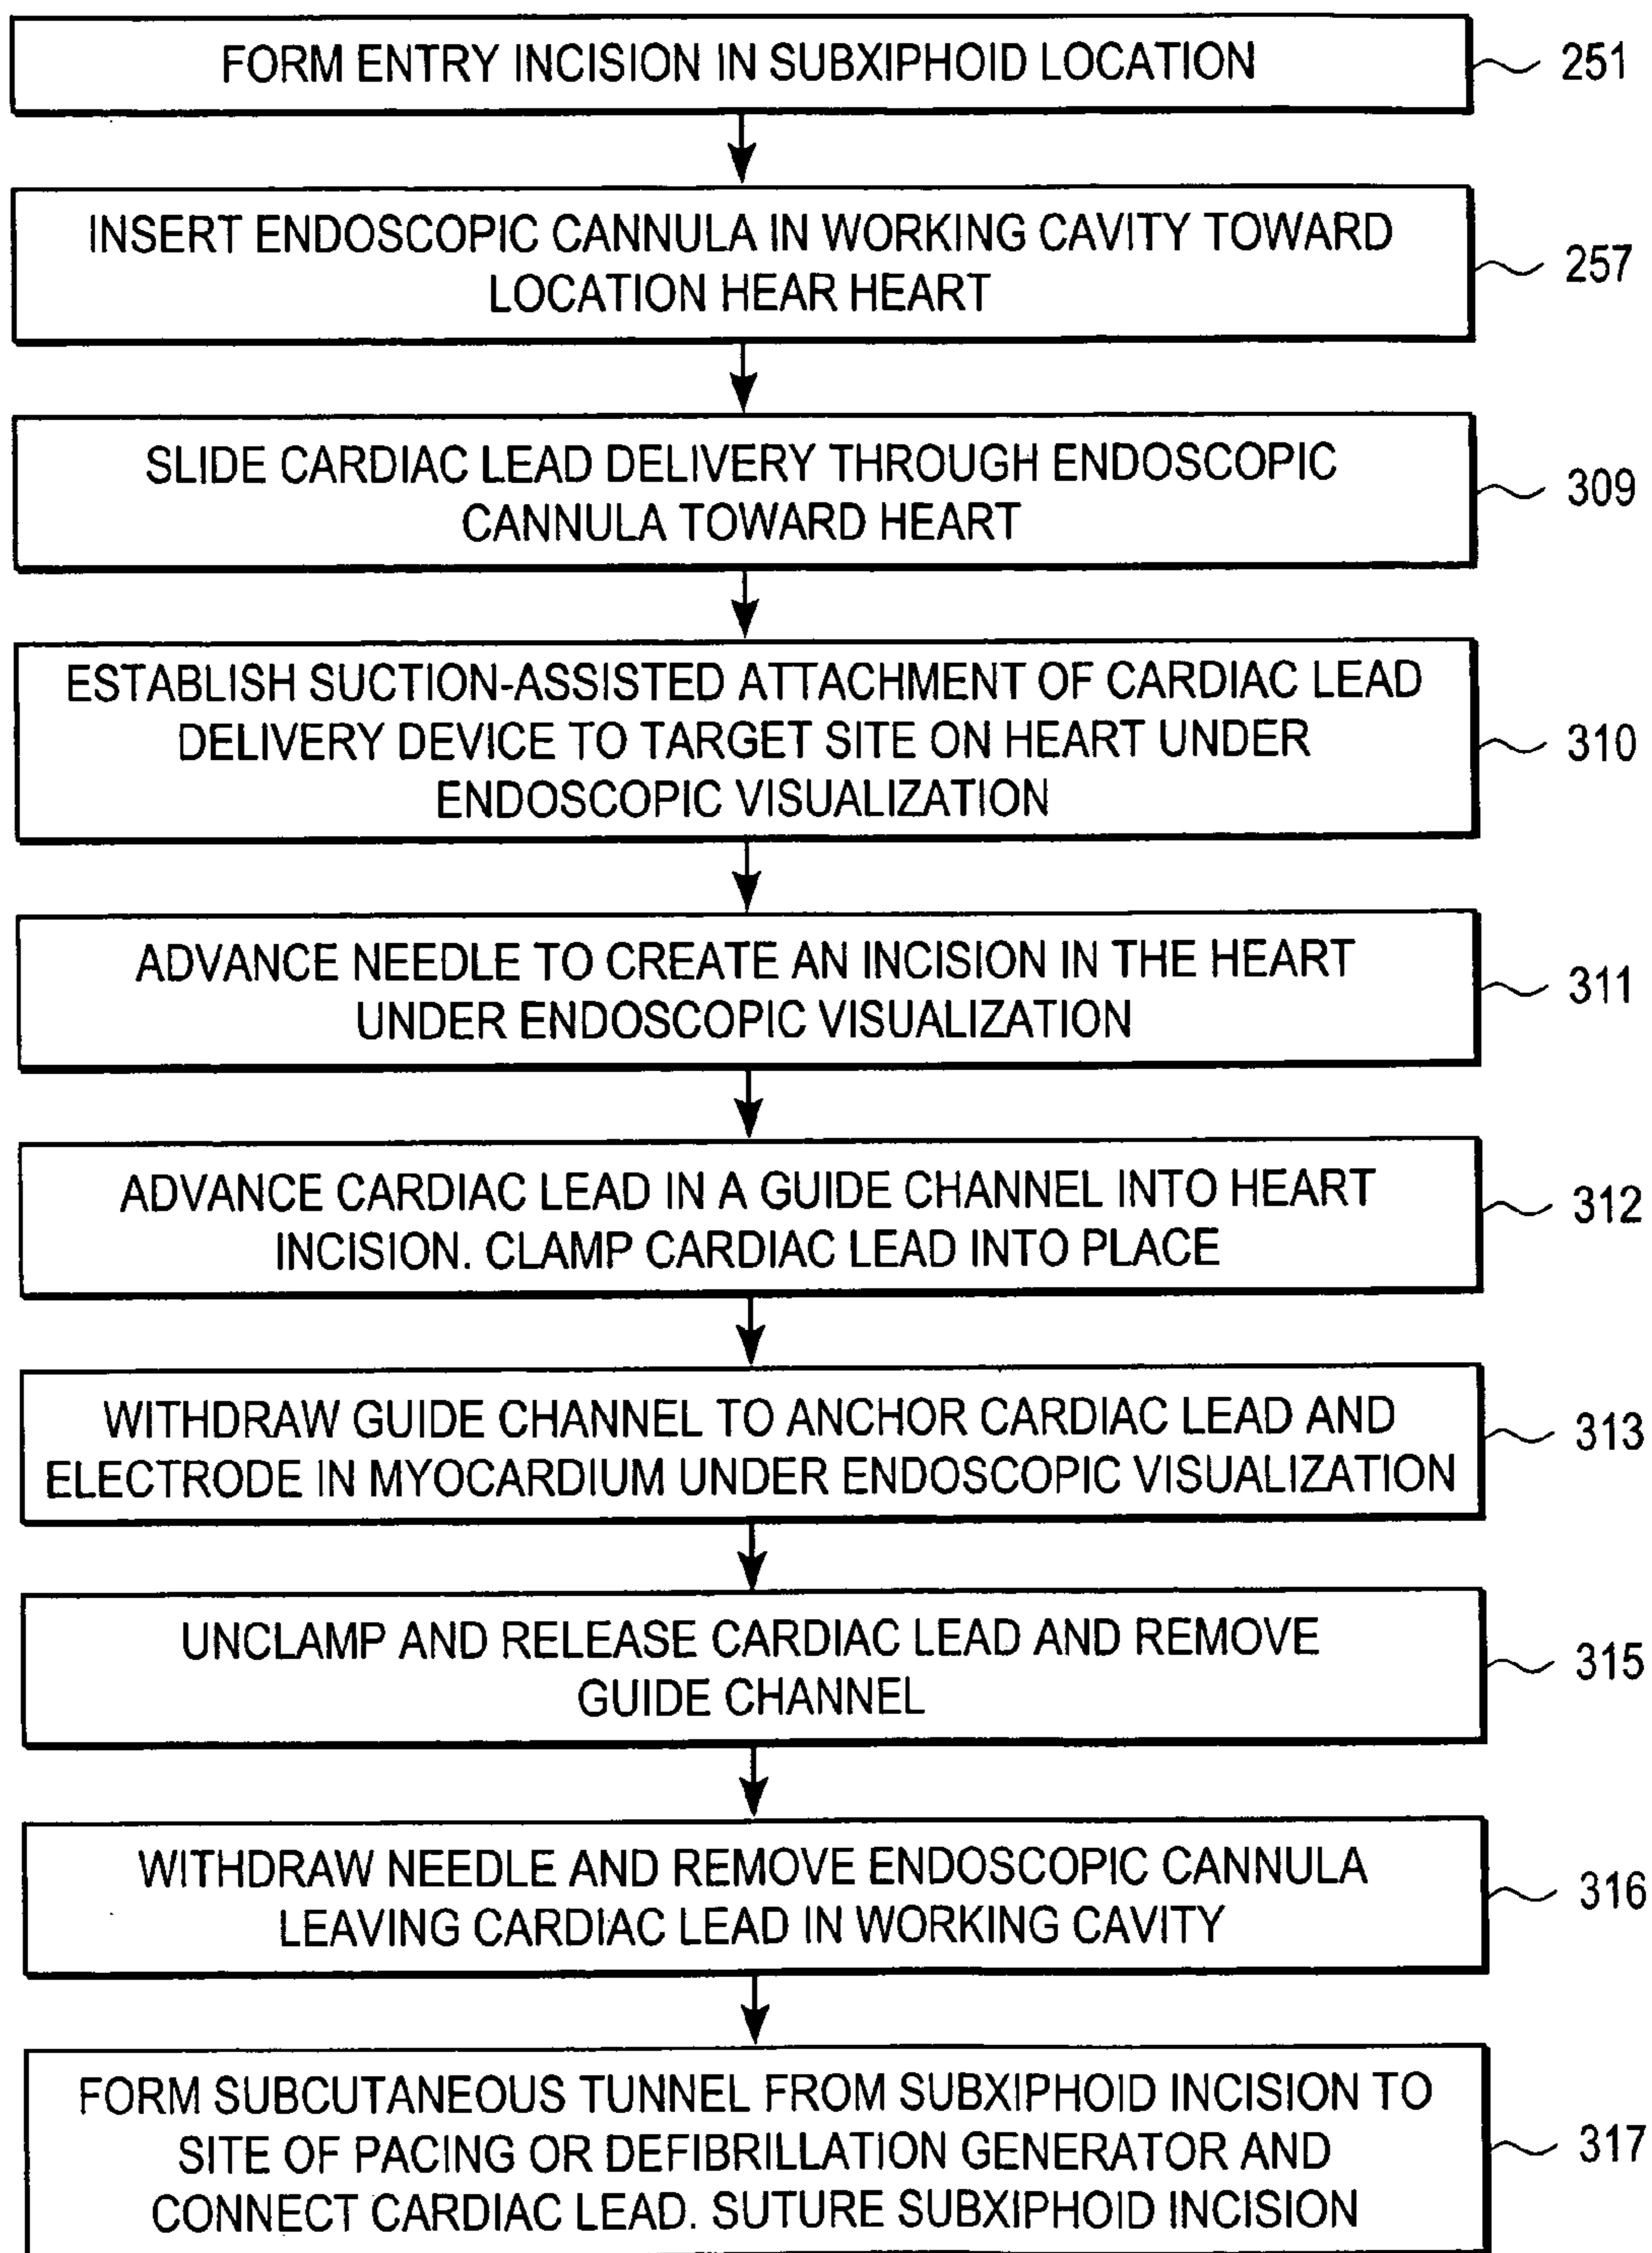 FORM ENTRY INCISION IN SUBXIPHOID LOCATION
251
INSERT ENDOSCOPIC CANNULA IN WORKING CAVITY TOWARD
LOCATION HEAR HEART
257
SLIDE CARDIAC LEAD DELIVERY THROUGH ENDOSCOPIC
CANNULA TOWARD HEART
309
ESTABLISH SUCTION-ASSISTED ATTACHMENT OF CARDIAC LEAD
DELIVERY DEVICE TO TARGET SITE ON HEART UNDER
ENDOSCOPIC VISUALIZATION
310
ADVANCE NEEDLE TO CREATE AN INCISION IN THE HEART
UNDER ENDOSCOPIC VISUALIZATION
311
ADVANCE CARDIAC LEAD IN A GUIDE CHANNEL INTO HEART
INCISION. CLAMP CARDIAC LEAD INTO PLACE
312
WITHDRAW GUIDE CHANNEL TO ANCHOR CARDIAC LEAD AND
ELECTRODE IN MYOCARDIUM UNDER ENDOSCOPIC VISUALIZATION
313
UNCLAMP AND RELEASE CARDIAC LEAD AND REMOVE
GUIDE CHANNEL
315
WITHDRAW NEEDLE AND REMOVE ENDOSCOPIC CANNULA
LEAVING CARDIAC LEAD IN WORKING CAVITY
316
FORM SUBCUTANEOUS TUNNEL FROM SUBXIPHOID INCISION TO
SITE OF PACING OR DEFIBRILLATION GENERATOR AND
CONNECT CARDIAC LEAD. SUTURE SUBXIPHOID INCISION
317